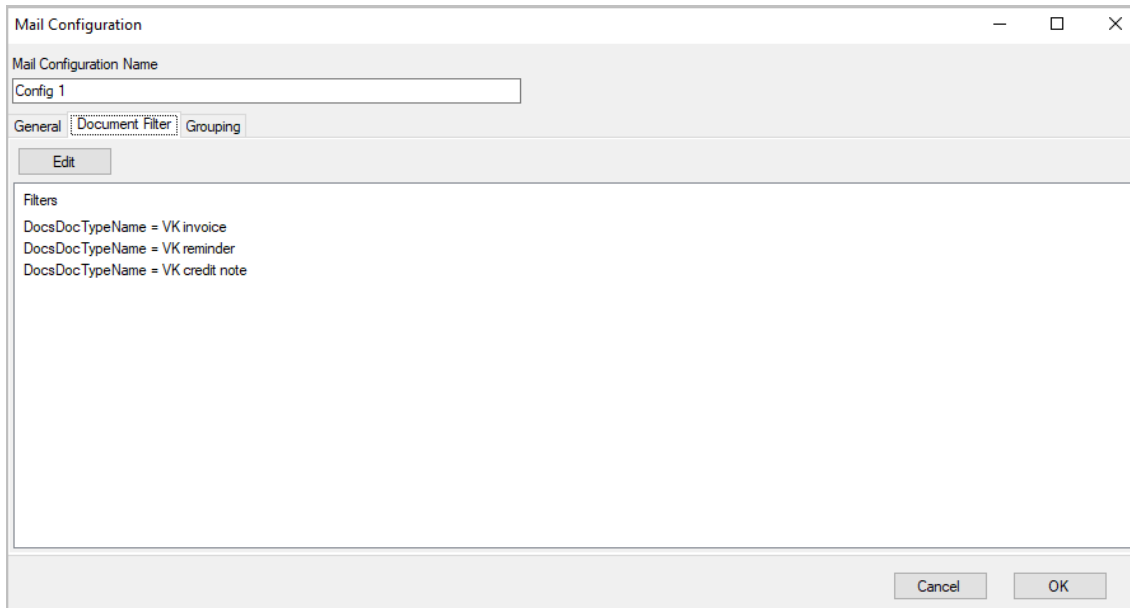 Mail Configuration
Mail Configuration Name
Config 1
General Document Filter Grouping
Edit
Filters
DocsDocTypeName = VK invoice
DocsDocTypeName = VK reminder
DocsDocTypeName = VK credit note
Cancel OK